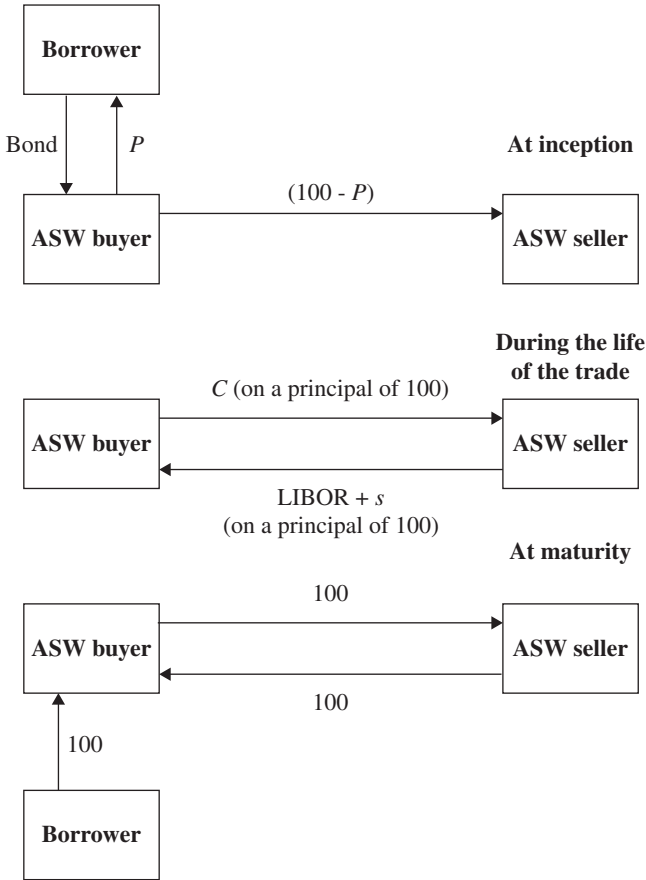 Borrower
Bond
P
At inception
(100 - P)
ASW buyer
ASW seller
During the life
of the trade
C (on a principal of 100)
ASW buyer
ASW seller
LIBOR + s
(on a principal of 100)
At maturity
100
ASW buyer
ASW seller
100
100
Borrower